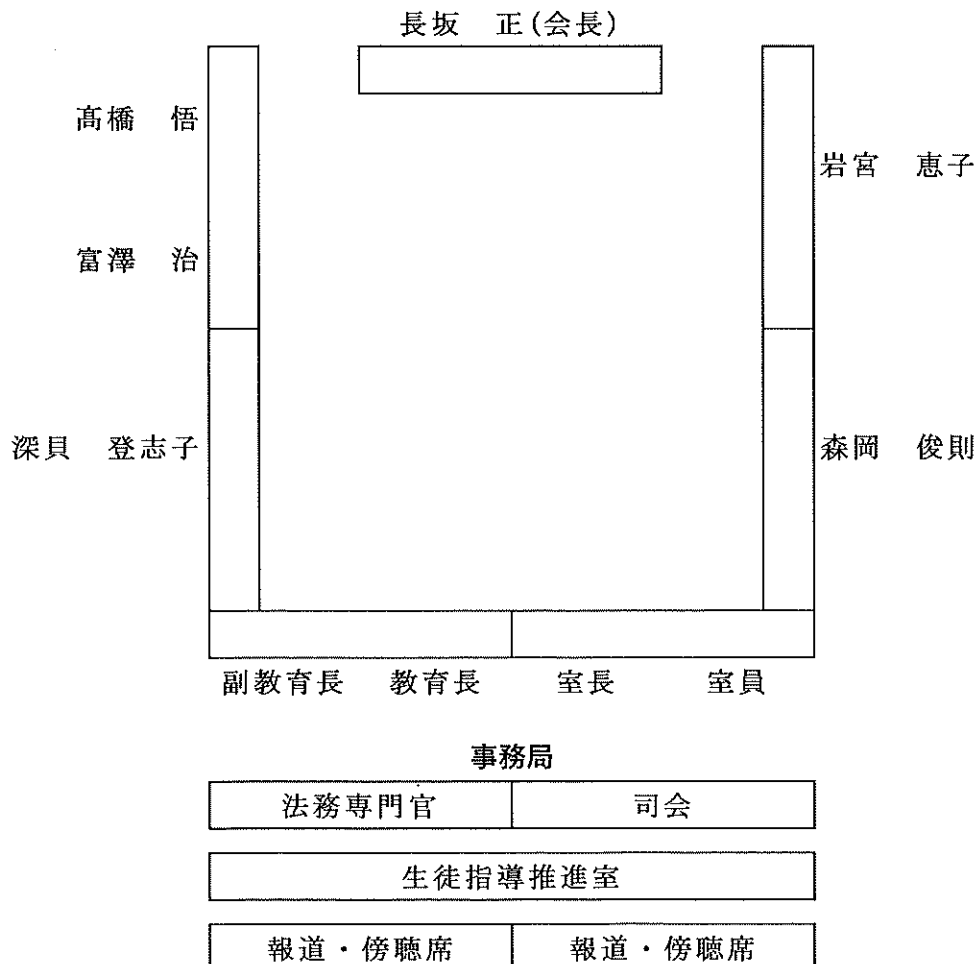 長坂　正(会長)
髙橋　悟
岩宮　恵子
富澤　治
深貝　登志子
森岡　俊則
副教育長　教育長　室長　室員
事務局
法務専門官　司会
生徒指導推進室
報道・傍聴席　報道・傍聴席